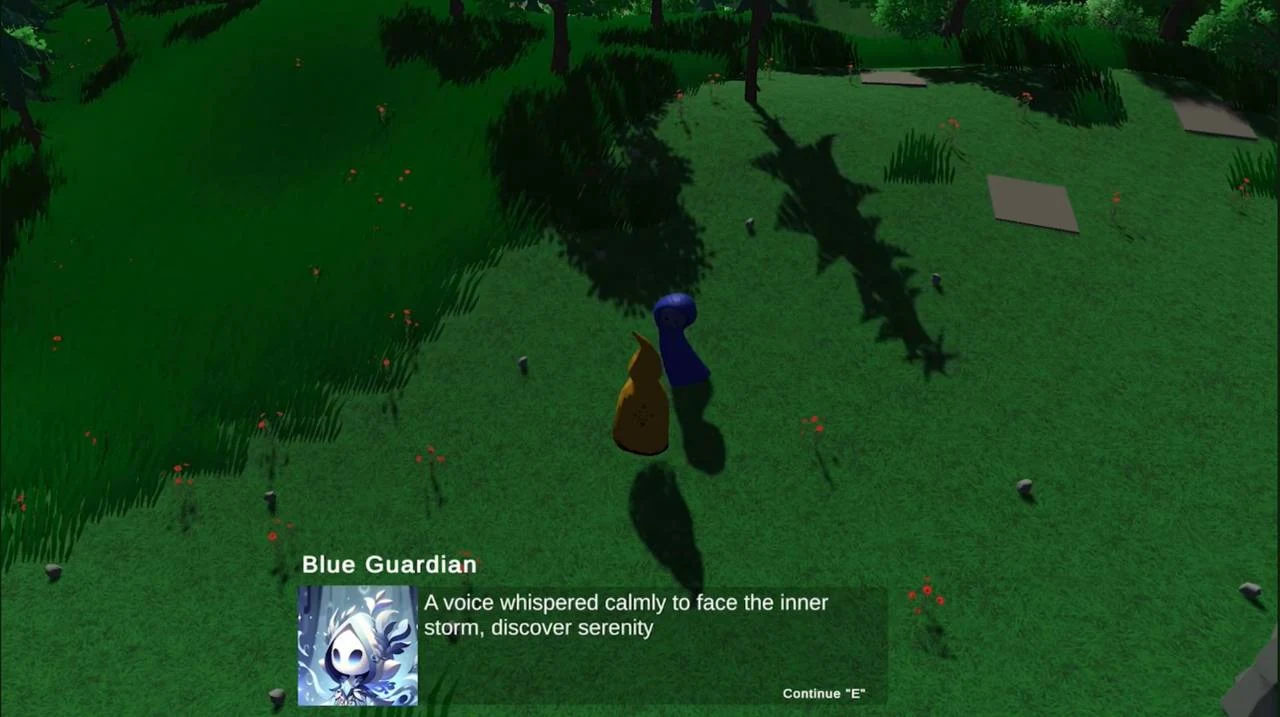 Blue Guardian
A voice whispered calmly to face the inner
storm, discover serenity
Continue "E"